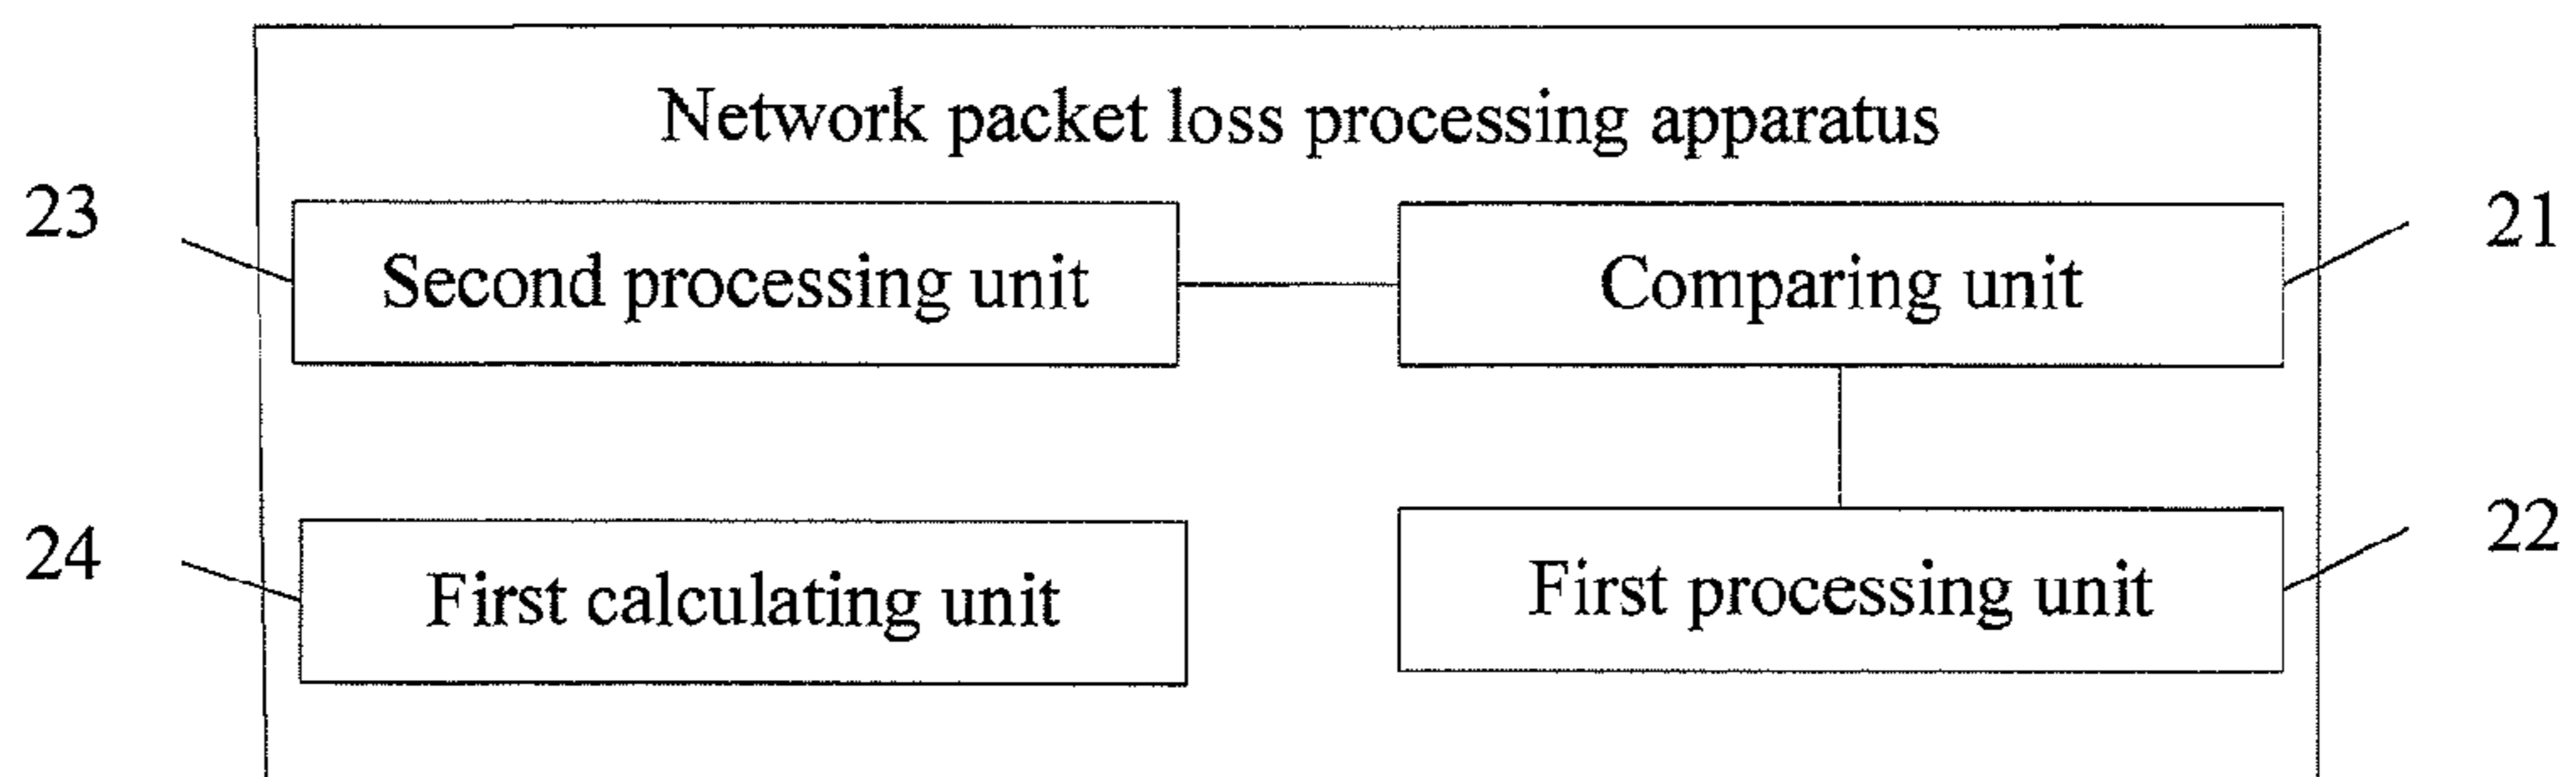 Network packet loss processing apparatus
23
Second processing unit
Comparing unit
21
24
First calculating unit
First processing unit
22